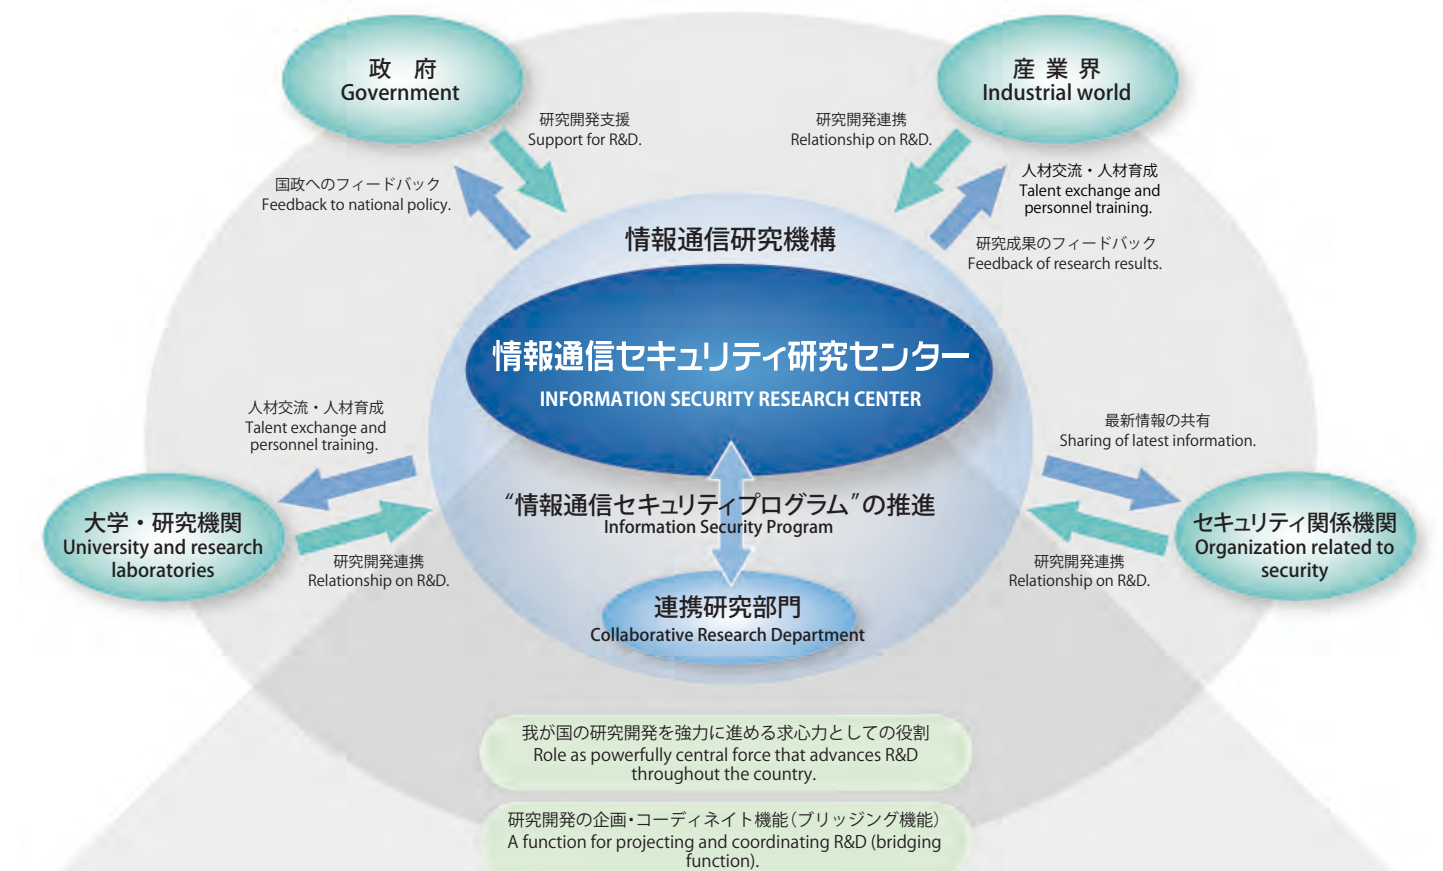 政 府
Government
産 業 界
Industrial world
研究開発支援
Support for R&D.
研究開発連携
Relationship on R&D.
国政へのフィードバック
Feedback to national policy.
人材交流・人材育成
Talent exchange and
personnel training.
研究成果のフィードバック
Feedback of research results.
情報通信研究機構
情報通信セキュリティ研究センター
INFORMATION SECURITY RESEARCH CENTER
人材交流・人材育成
Talent exchange and
personnel training.
最新情報の共有
Sharing of latest information.
大学・研究機関
University and research
laboratories
“情報通信セキュリティプログラム”の推進
Information Security Program
セキュリティ関係機関
Organization related to
security
研究開発連携
Relationship on R&D.
研究開発連携
Relationship on R&D.
連携研究部門
Collaborative Research Department
我が国の研究開発を強力に進める求心力としての役割
Role as powerfully central force that advances R&D
throughout the country.
研究開発の企画・コーディネイト機能(ブリッジング機能)
A function for projecting and coordinating R&D (bridging
function).